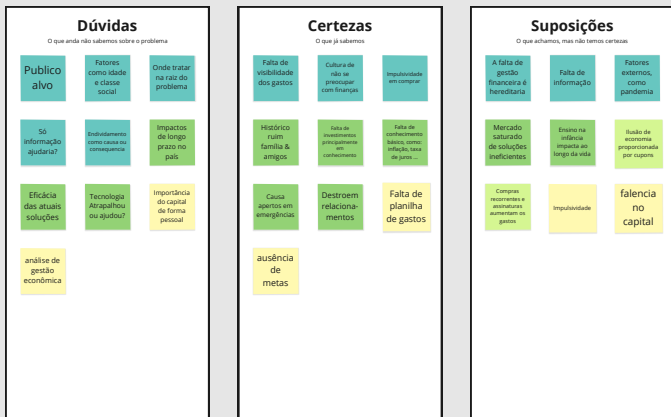 Dúvidas
O que anda não sabemos sobre o problema
Publico
alvo
Fatores
como idade
e classe
social
Onde tratar
na raiz do
problema
Só
informação
ajudaria?
Endividamento
como causa ou
consequencia
Impactos
de longo
prazo no
país
Eficácia
das atuais
soluções
Tecnologia
Atrapalhou
ou ajudou?
Importância
do capital
de forma
pessoal
análise de
gestão
econômica
Certezas
O que já sabemos
Falta de
visibilidade
dos gastos
Cultura de
não se
preocupar
com finanças
Impulsividade
em comprar
Histórico
ruim
família &
amigos
Falta de
investimentos
principalmente
em
conhecimento
Falta de
conhecimento
básico, como:
inflação, taxa
de juros ...
Causa
apertos em
emergências
Destroem
relaciona-
mentos
Falta de
planilha
de gastos
ausência
de
metas
Suposições
O que achamos, mas não temos certezas
A falta de
gestão
financeira é
hereditaria
Falta de
informação
Fatores
externos,
como
pandemia
Mercado
saturado
de soluções
ineficientes
Ensino na
infância
impacta ao
longo da vida
Ilusão de
economia
proporcionada
por cupons
Compras
recorrentes e
assinaturas
aumentam os
gastos
Impulsividade
falencia
no
capital